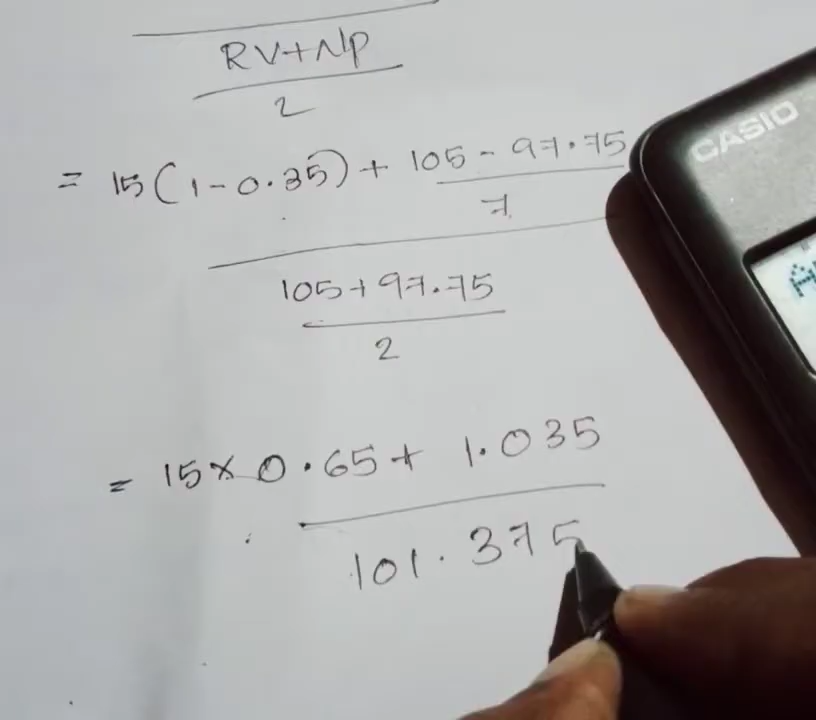 RV+NP
2
= 15(1-0.35) + 105 - 97.75
7
105+97.75
2
= 15 × 0.65 + 1.035
101.375
CASIO